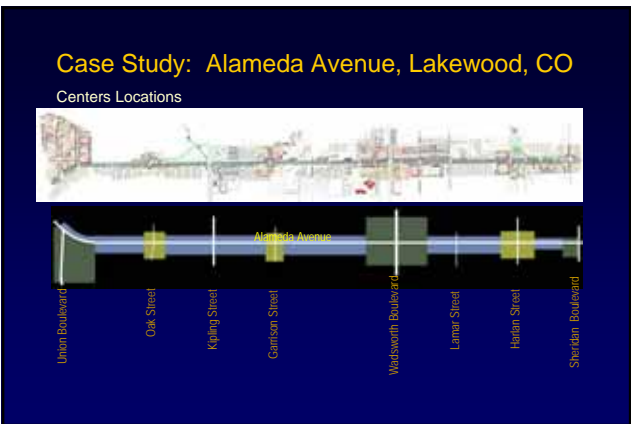 Case Study: Alameda Avenue, Lakewood, CO
Centers Locations
Alameda Avenue
Union Boulevard
Oak Street
Kipling Street
Garrison Street
Wadsworth Boulevard
Lamar Street
Harlan Street
Sheridan Boulevard